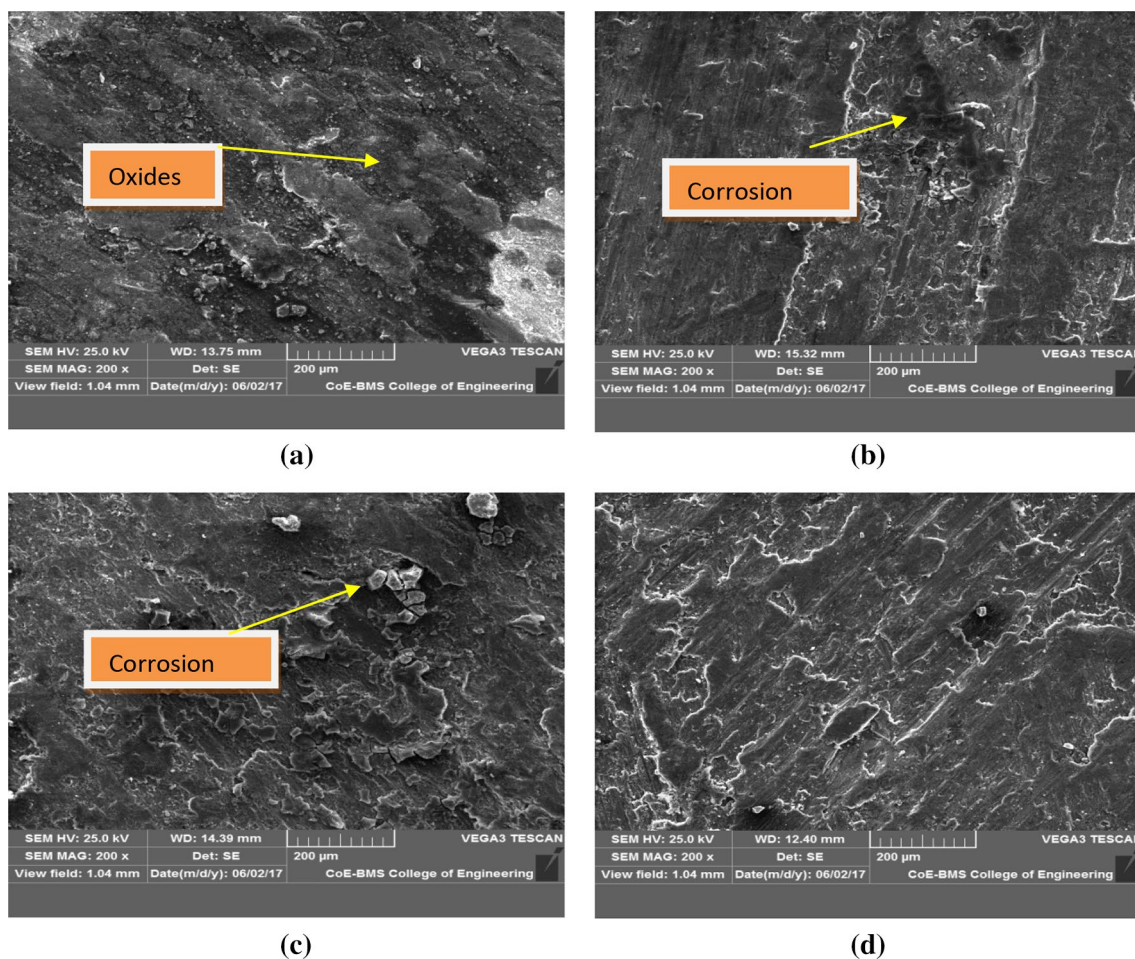 Oxides
SEM HV: 25.0 kV WD: 13.75 mm VEGA3 TESCAN
SEM MAG: 200 x Det: SE 200 µm
View field: 1.04 mm Date(m/d/y): 06/02/17 CoE-BMS College of Engineering
(a)
Corrosion
SEM HV: 25.0 kV WD: 15.32 mm VEGA3 TESCAN
SEM MAG: 200 x Det: SE 200 µm
View field: 1.04 mm Date(m/d/y): 06/02/17 CoE-BMS College of Engineering
(b)
Corrosion
SEM HV: 25.0 kV WD: 14.39 mm VEGA3 TESCAN
SEM MAG: 200 x Det: SE 200 µm
View field: 1.04 mm Date(m/d/y): 06/02/17 CoE-BMS College of Engineering
(c)
SEM HV: 25.0 kV WD: 12.40 mm VEGA3 TESCAN
SEM MAG: 200 x Det: SE 200 µm
View field: 1.04 mm Date(m/d/y): 06/02/17 CoE-BMS College of Engineering
(d)